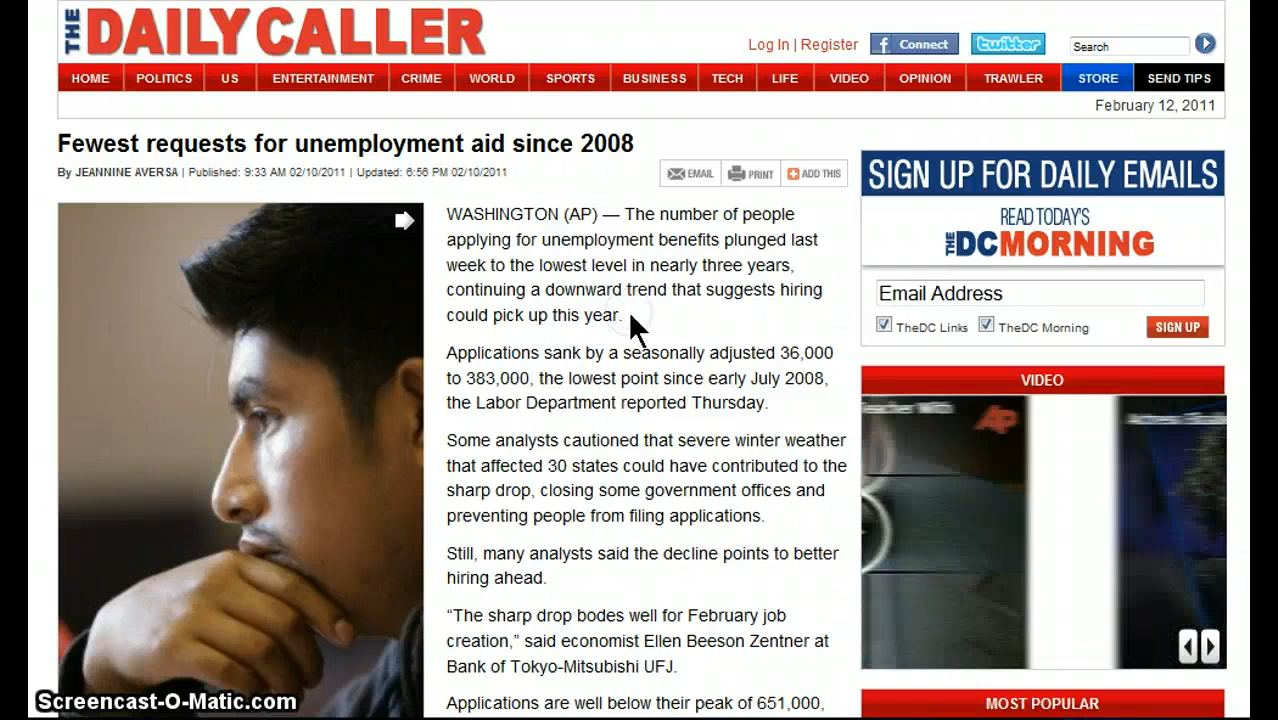 THE DAILY CALLER
Log In | Register
f Connect
twitter
Search
HOME POLITICS US ENTERTAINMENT CRIME WORLD SPORTS BUSINESS TECH LIFE VIDEO OPINION TRAWLER STORE SEND TIPS
February 12, 2011
Fewest requests for unemployment aid since 2008
By JEANNINE AVERSA | Published: 9:33 AM 02/10/2011 | Updated: 6:56 PM 02/10/2011
EMAIL PRINT ADD THIS
WASHINGTON (AP) — The number of people
applying for unemployment benefits plunged last
week to the lowest level in nearly three years,
continuing a downward trend that suggests hiring
could pick up this year.
Applications sank by a seasonally adjusted 36,000
to 383,000, the lowest point since early July 2008,
the Labor Department reported Thursday.
Some analysts cautioned that severe winter weather
that affected 30 states could have contributed to the
sharp drop, closing some government offices and
preventing people from filing applications.
Still, many analysts said the decline points to better
hiring ahead.
“The sharp drop bodes well for February job
creation,” said economist Ellen Beeson Zentner at
Bank of Tokyo-Mitsubishi UFJ.
Applications are well below their peak of 651,000,
SIGN UP FOR DAILY EMAILS
READ TODAY'S
THE DC MORNING
Email Address
TheDC Links TheDC Morning SIGN UP
VIDEO
AP
MOST POPULAR
Screencast-O-Matic.com